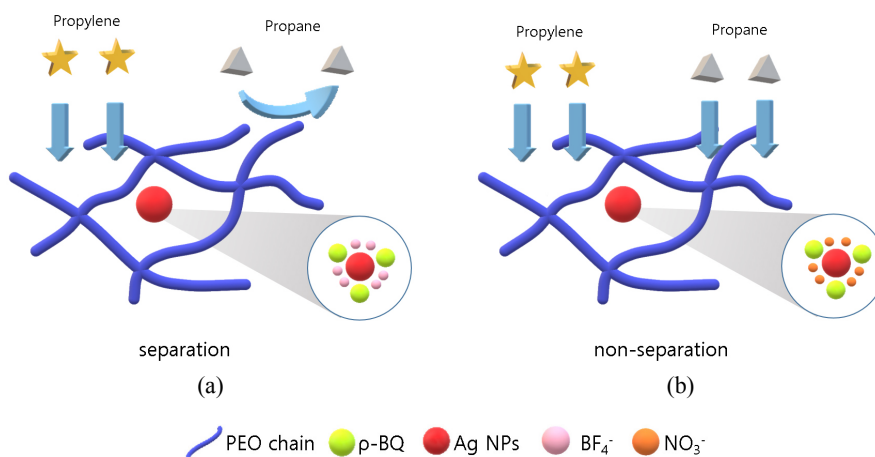 Propylene
Propane
separation
(a)
Propylene
Propane
non-separation
(b)
PEO chain
ρ-BQ
Ag NPs
BF₄⁻
NO₃⁻